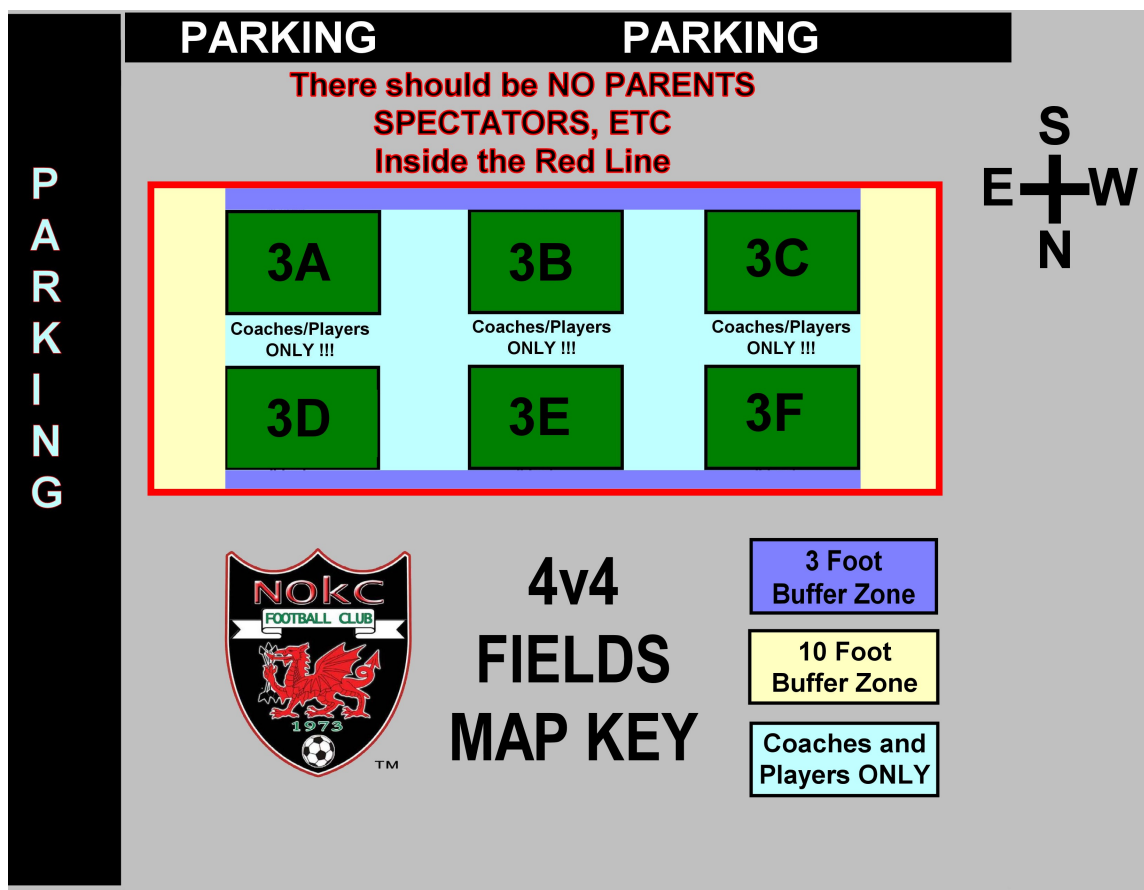 PARKING PARKING
There should be NO PARENTS
SPECTATORS, ETC
Inside the Red Line
P
A
R
K
I
N
G
S
E W
N
3A 3B 3C
Coaches/Players Coaches/Players Coaches/Players
ONLY !!! ONLY !!! ONLY !!!
3D 3E 3F
NOKC
FOOTBALL CLUB
1973
TM
4v4
FIELDS
MAP KEY
3 Foot
Buffer Zone
10 Foot
Buffer Zone
Coaches and
Players ONLY